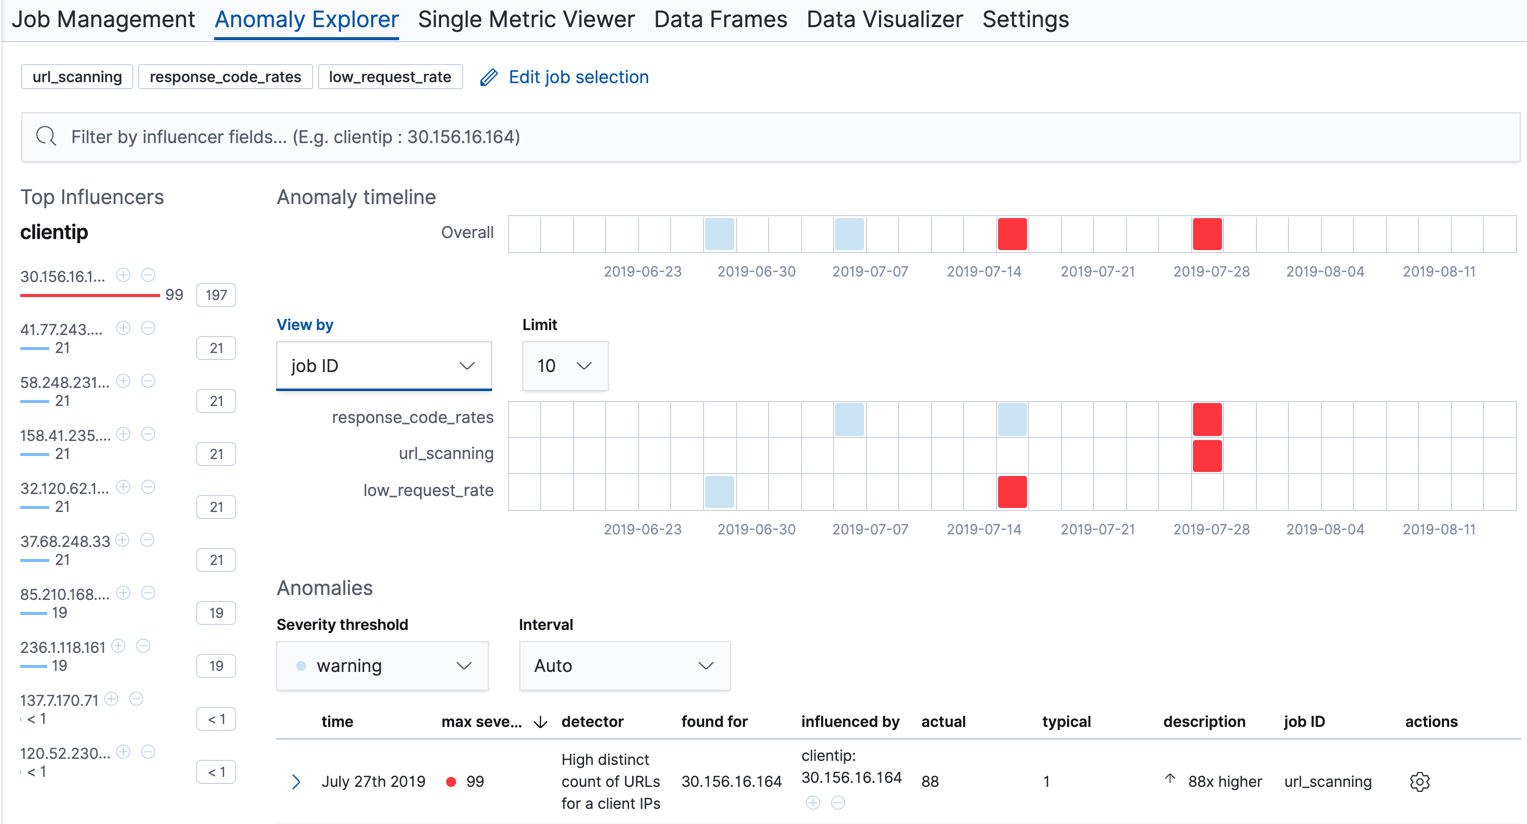 Job Management Anomaly Explorer Single Metric Viewer Data Frames Data Visualizer Settings
url_scanning response_code_rates low_request_rate Edit job selection
Filter by influencer fields... (E.g. clientip : 30.156.16.164)
Top Influencers
clientip
30.156.16.1...
99 197
41.77.243....
21 21
58.248.231...
21 21
158.41.235....
21 21
32.120.62.1...
21 21
37.68.248.33
21 21
85.210.168....
19 19
236.1.118.161
19 19
137.7.170.71
< 1 < 1
120.52.230...
< 1 < 1
Anomaly timeline
Overall
2019-06-23 2019-06-30 2019-07-07 2019-07-14 2019-07-21 2019-07-28 2019-08-04 2019-08-11
View by Limit
job ID 10
response_code_rates
url_scanning
low_request_rate
2019-06-23 2019-06-30 2019-07-07 2019-07-14 2019-07-21 2019-07-28 2019-08-04 2019-08-11
Anomalies
Severity threshold Interval
warning Auto
time max seve... detector found for influenced by actual typical description job ID actions
July 27th 2019 99
High distinct
count of URLs
for a client IPs
30.156.16.164
clientip:
30.156.16.164
88 1 88x higher url_scanning